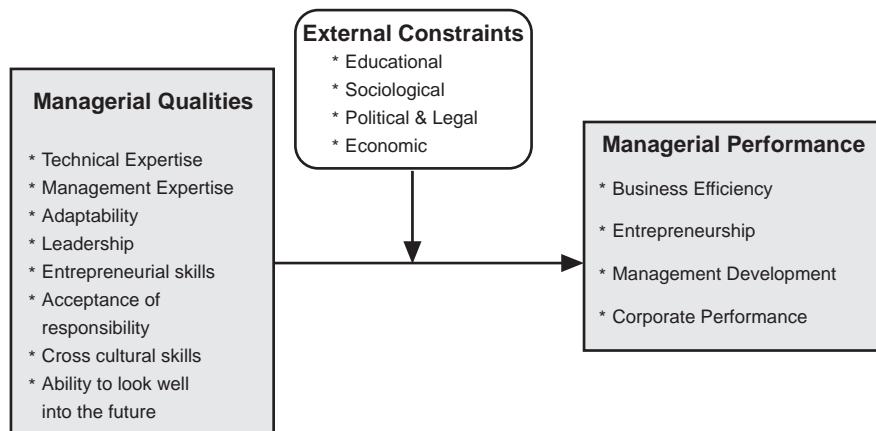 External Constraints
* Educational
* Sociological
* Political & Legal
* Economic
Managerial Qualities
* Technical Expertise
* Management Expertise
* Adaptability
* Leadership
* Entrepreneurial skills
* Acceptance of
responsibility
* Cross cultural skills
* Ability to look well
into the future
Managerial Performance
* Business Efficiency
* Entrepreneurship
* Management Development
* Corporate Performance